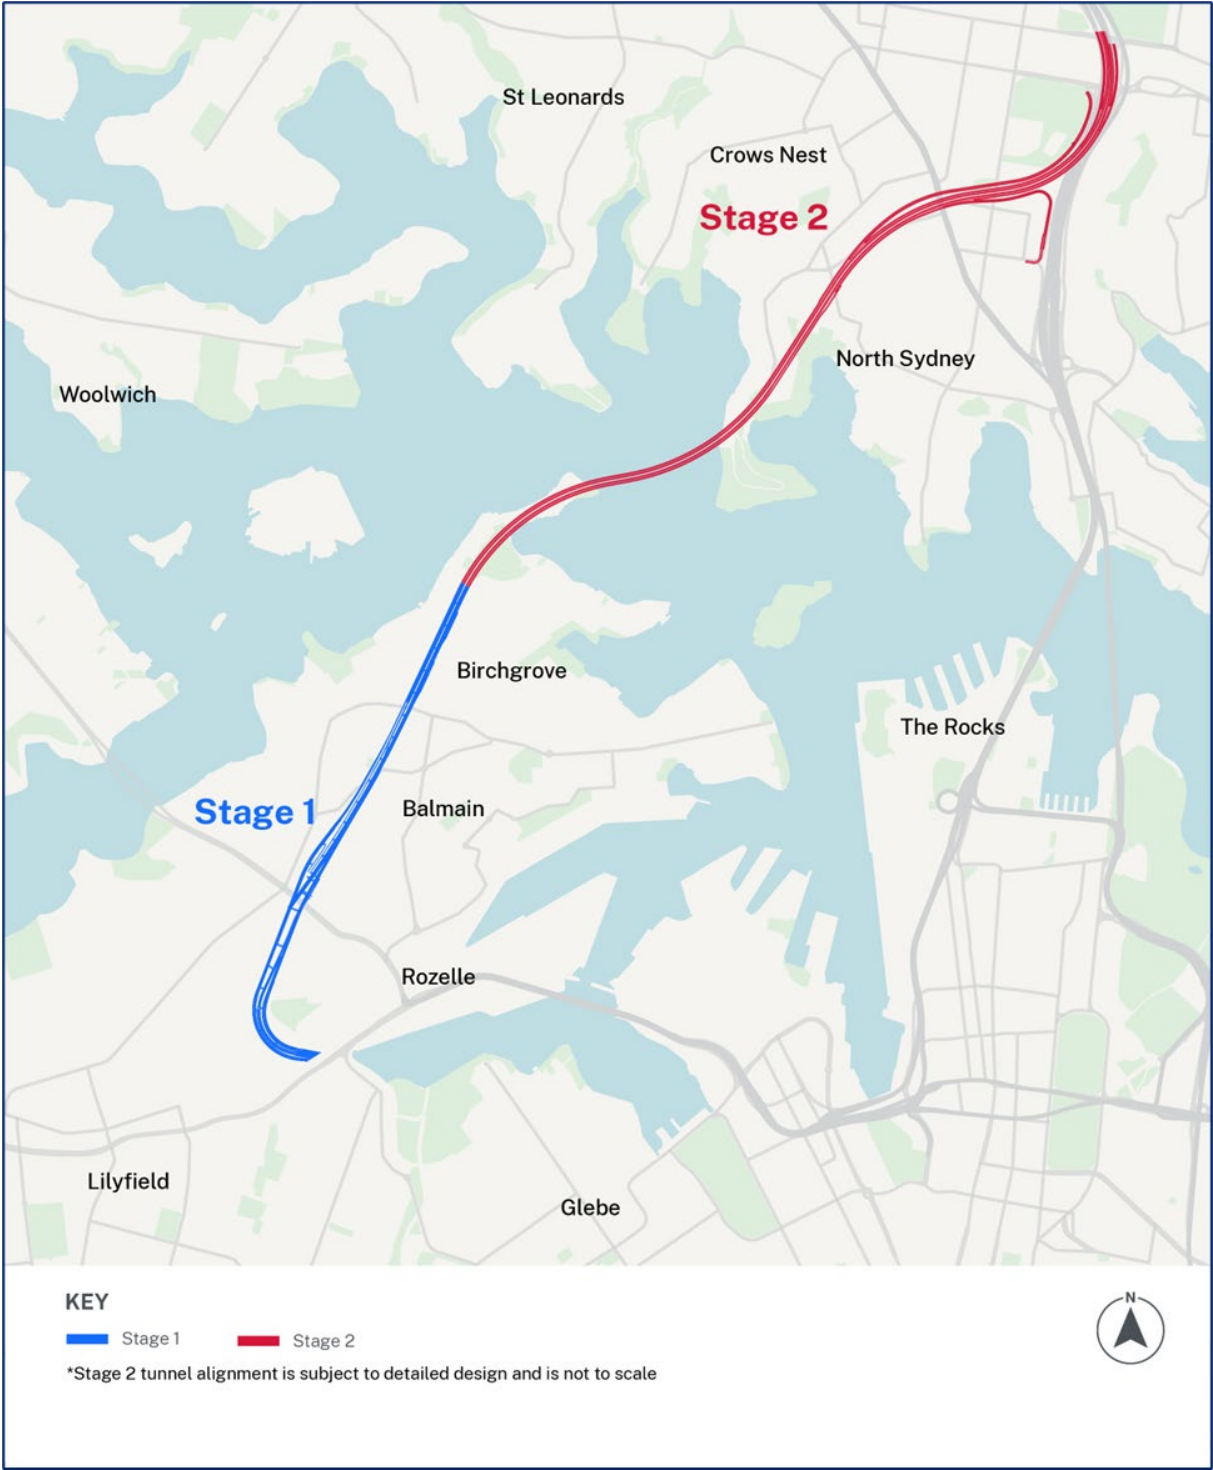 St Leonards
Crows Nest
Stage 2
North Sydney
Woolwich
Birchgrove
The Rocks
Stage 1
Balmain
Rozelle
Lilyfield
Glebe
KEY
N
Stage 1
Stage 2
*Stage 2 tunnel alignment is subject to detailed design and is not to scale